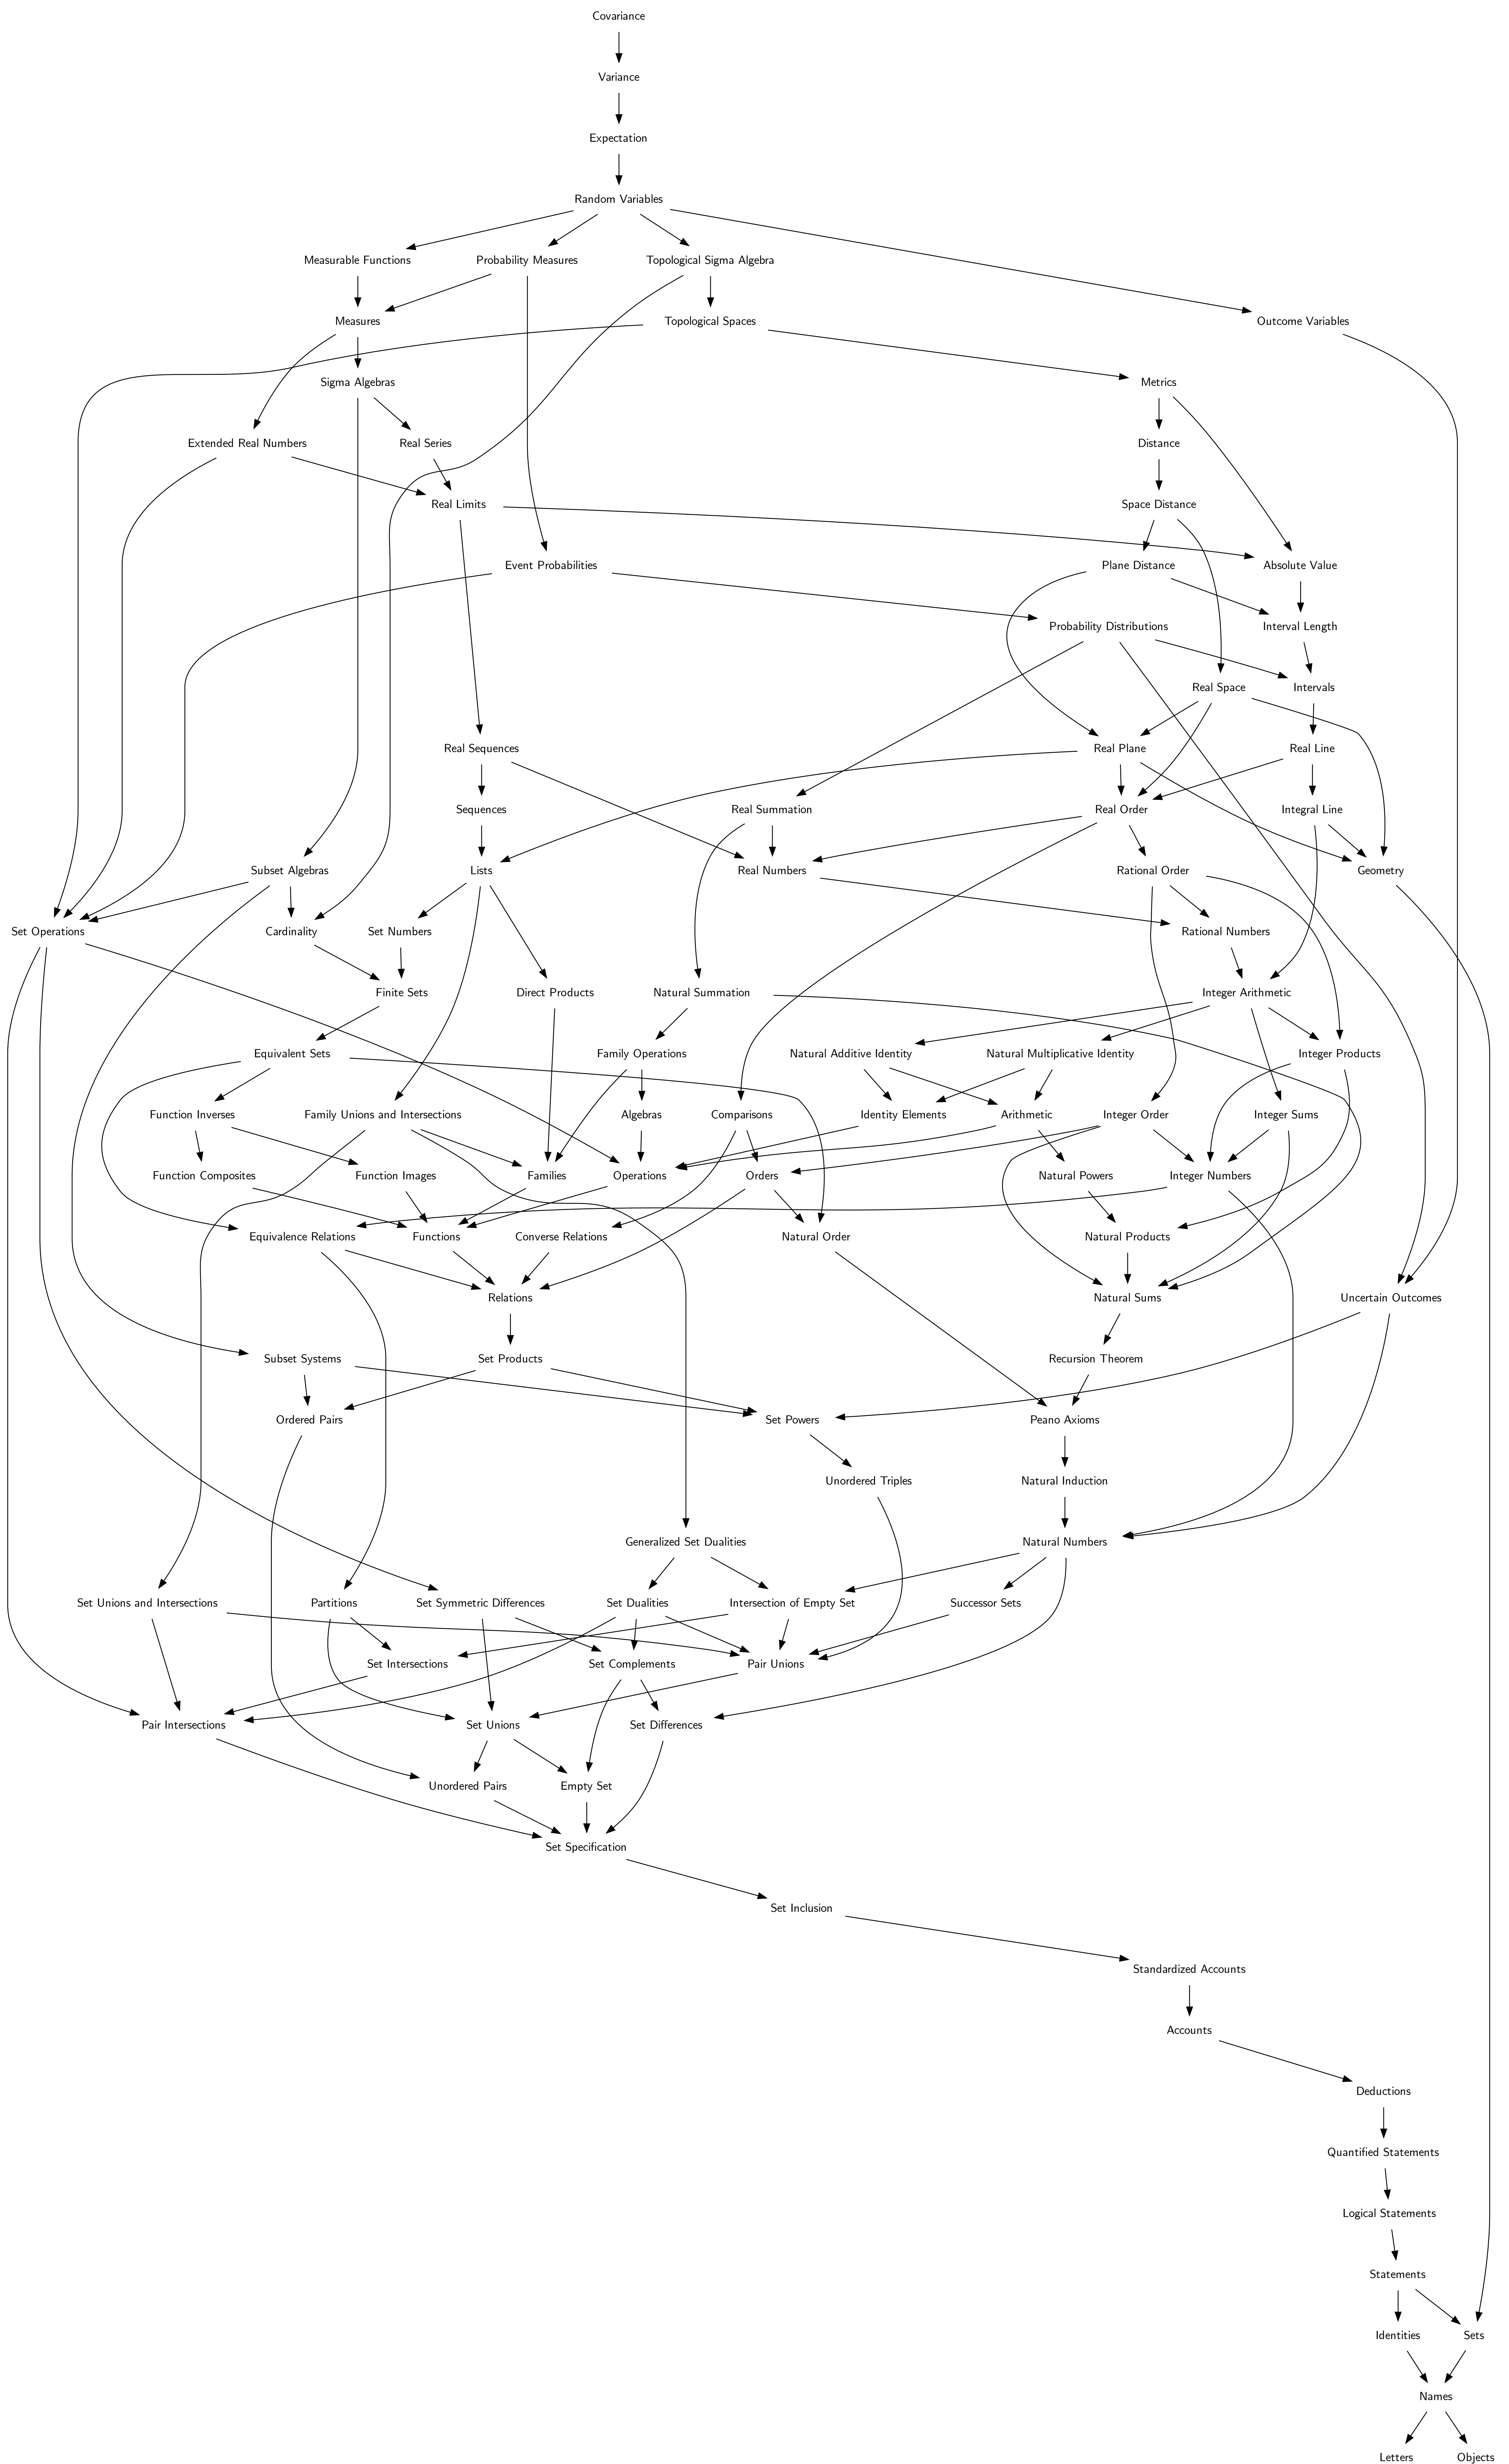 Covariance
Variance
Expectation
Random Variables
Measurable Functions
Probability Measures
Topological Sigma Algebra
Measures
Topological Spaces
Outcome Variables
Sigma Algebras
Metrics
Extended Real Numbers
Real Series
Distance
Real Limits
Space Distance
Event Probabilities
Plane Distance
Absolute Value
Probability Distributions
Interval Length
Real Space
Intervals
Real Sequences
Real Plane
Real Line
Sequences
Real Summation
Real Order
Integral Line
Subset Algebras
Lists
Real Numbers
Rational Order
Geometry
Set Operations
Cardinality
Set Numbers
Rational Numbers
Finite Sets
Direct Products
Natural Summation
Integer Arithmetic
Equivalent Sets
Family Operations
Natural Additive Identity
Natural Multiplicative Identity
Integer Products
Function Inverses
Family Unions and Intersections
Algebras
Comparisons
Identity Elements
Arithmetic
Integer Order
Integer Sums
Function Composites
Function Images
Families
Operations
Orders
Natural Powers
Integer Numbers
Equivalence Relations
Functions
Converse Relations
Natural Order
Natural Products
Relations
Natural Sums
Uncertain Outcomes
Subset Systems
Set Products
Recursion Theorem
Ordered Pairs
Set Powers
Peano Axioms
Unordered Triples
Natural Induction
Generalized Set Dualities
Natural Numbers
Set Unions and Intersections
Partitions
Set Symmetric Differences
Set Dualities
Intersection of Empty Set
Successor Sets
Set Intersections
Set Complements
Pair Unions
Pair Intersections
Set Unions
Set Differences
Unordered Pairs
Empty Set
Set Specification
Set Inclusion
Standardized Accounts
Accounts
Deductions
Quantified Statements
Logical Statements
Statements
Identities
Sets
Names
Letters
Objects